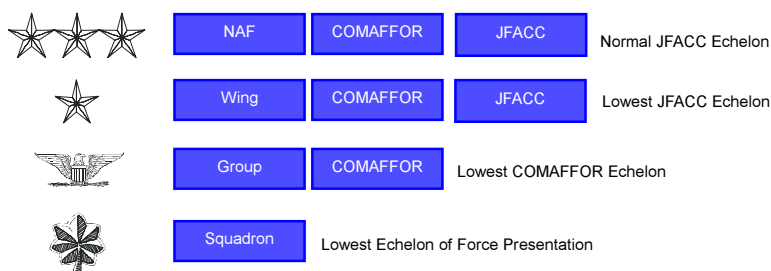 NAF COMAFFOR JFACC Normal JFACC Echelon
Wing COMAFFOR JFACC Lowest JFACC Echelon
Group COMAFFOR Lowest COMAFFOR Echelon
Squadron Lowest Echelon of Force Presentation